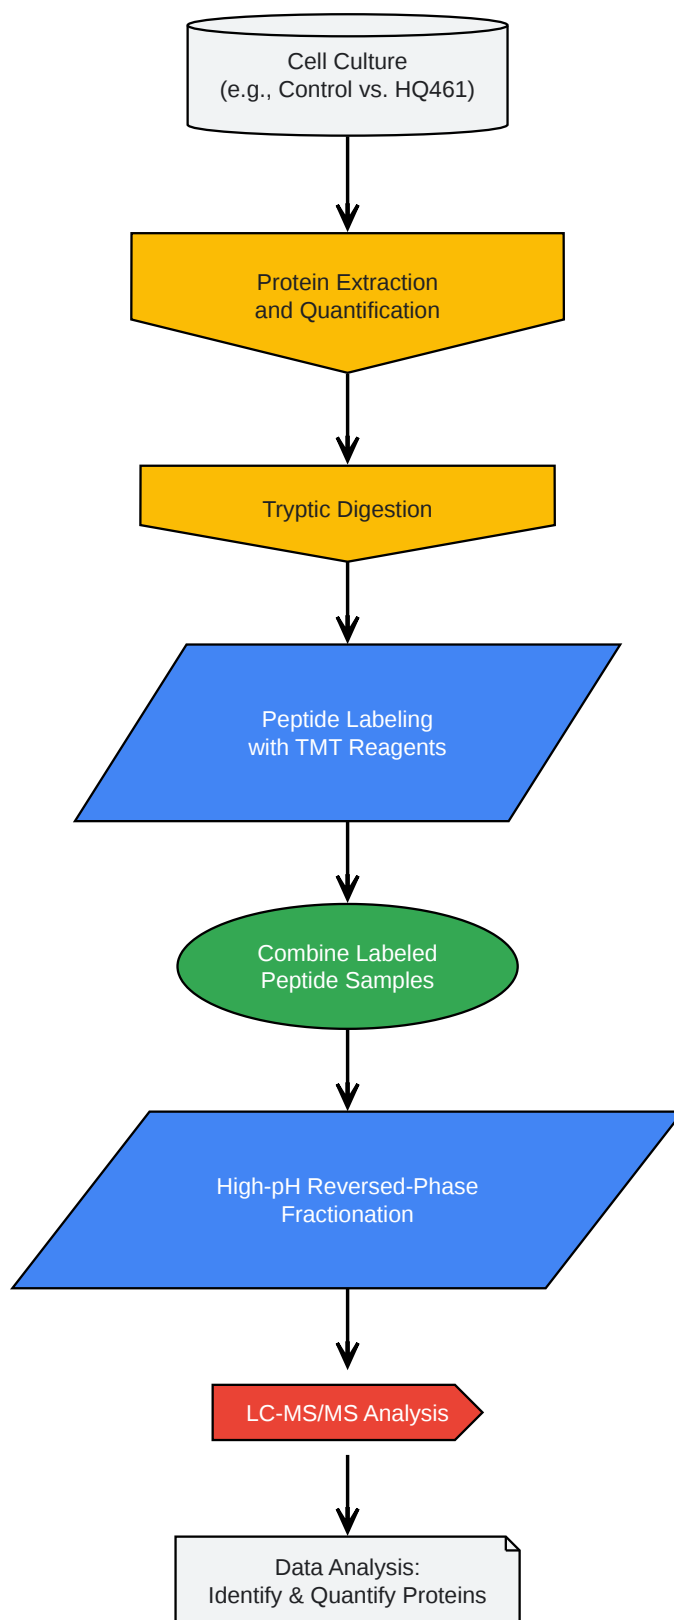 Cell Culture
(e.g., Control vs. HQ461)
Protein Extraction
and Quantification
Tryptic Digestion
Peptide Labeling
with TMT Reagents
Combine Labeled
Peptide Samples
High-pH Reversed-Phase
Fractionation
LC-MS/MS Analysis
Data Analysis:
Identify & Quantify Proteins